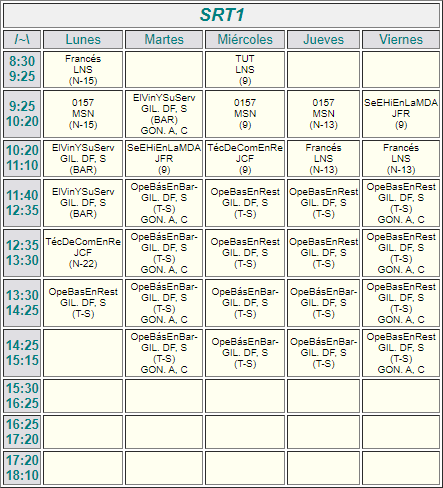 SRT1
/~\
Lunes
Martes
Miércoles
Jueves
Viernes
8:30
9:25
Francés
LNS
(N-15)
TUT
LNS
(9)
9:25
10:20
0157
MSN
(N-15)
ElVinYSuServ
GIL. DF, S
(BAR)
GON. A, C
0157
MSN
(9)
0157
MSN
(N-13)
SeEHiEnLaMDA
JFR
(9)
10:20
11:10
ElVinYSuServ
GIL. DF, S
(BAR)
SeEHiEnLaMDA
JFR
(9)
TécDeComEnRe
JCF
(9)
Francés
LNS
(N-13)
Francés
LNS
(N-13)
11:40
12:35
ElVinYSuServ
GIL. DF, S
(BAR)
OpeBásEnBar-
GIL. DF, S
(T-S)
GON. A, C
OpeBasEnRest
GIL. DF, S
(T-S)
OpeBasEnRest
GIL. DF, S
(T-S)
OpeBasEnRest
GIL. DF, S
(T-S)
GON. A, C
12:35
13:30
TécDeComEnRe
JCF
(N-22)
OpeBásEnBar-
GIL. DF, S
(T-S)
GON. A, C
OpeBasEnRest
GIL. DF, S
(T-S)
OpeBasEnRest
GIL. DF, S
(T-S)
OpeBasEnRest
GIL. DF, S
(T-S)
GON. A, C
13:30
14:25
OpeBasEnRest
GIL. DF, S
(T-S)
OpeBásEnBar-
GIL. DF, S
(T-S)
GON. A, C
OpeBásEnBar-
GIL. DF, S
(T-S)
OpeBásEnBar-
GIL. DF, S
(T-S)
OpeBasEnRest
GIL. DF, S
(T-S)
GON. A, C
14:25
15:15
OpeBásEnBar-
GIL. DF, S
(T-S)
GON. A, C
OpeBásEnBar-
GIL. DF, S
(T-S)
OpeBásEnBar-
GIL. DF, S
(T-S)
OpeBasEnRest
GIL. DF, S
(T-S)
GON. A, C
15:30
16:25
16:25
17:20
17:20
18:10